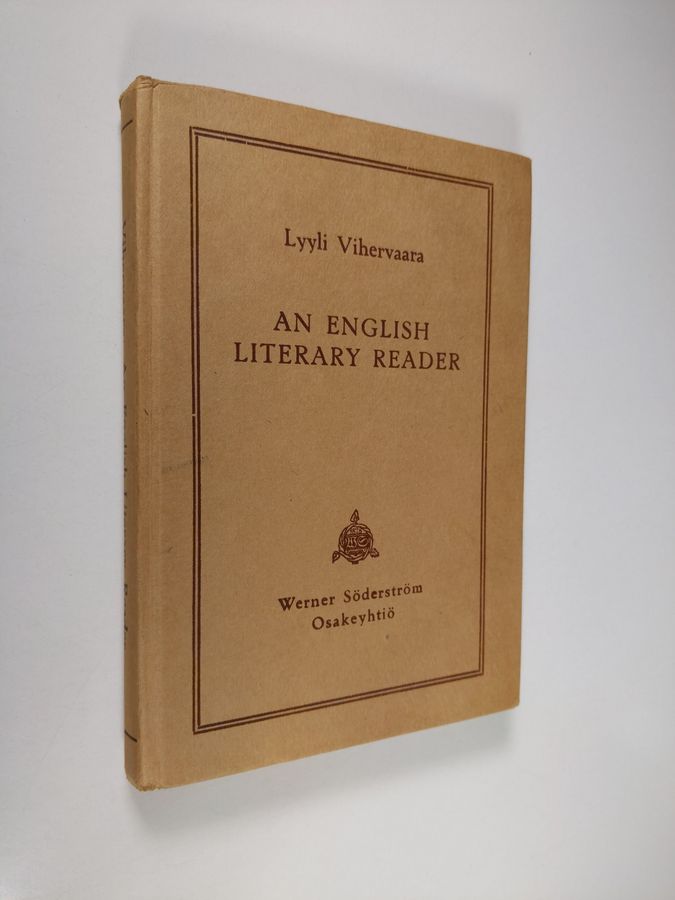 Lyyli Vihervaara
AN ENGLISH
LITERARY READER
Werner Söderström
Osakeyhtiö